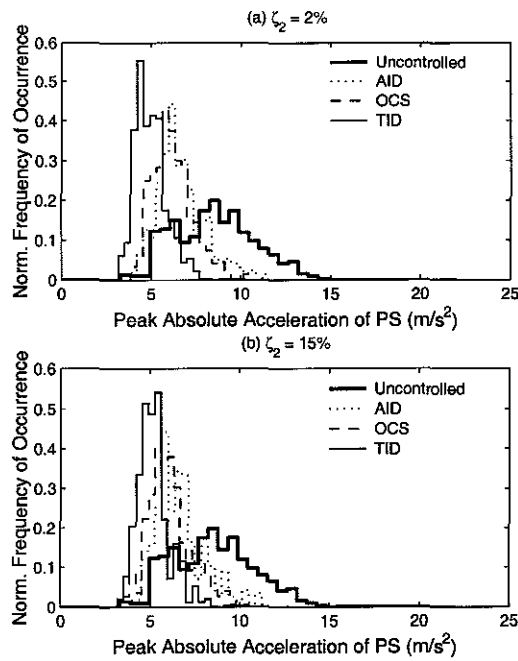 (a) ζ₂ = 2%
Norm. Frequency of Occurrence
0.6
0.5
0.4
0.3
0.2
0.1
0
Uncontrolled
AID
OCS
TID
0 5 10 15 20 25
Peak Absolute Acceleration of PS (m/s²)
(b) ζ₂ = 15%
Norm. Frequency of Occurrence
0.6
0.5
0.4
0.3
0.2
0.1
0
Uncontrolled
AID
OCS
TID
0 5 10 15 20 25
Peak Absolute Acceleration of PS (m/s²)